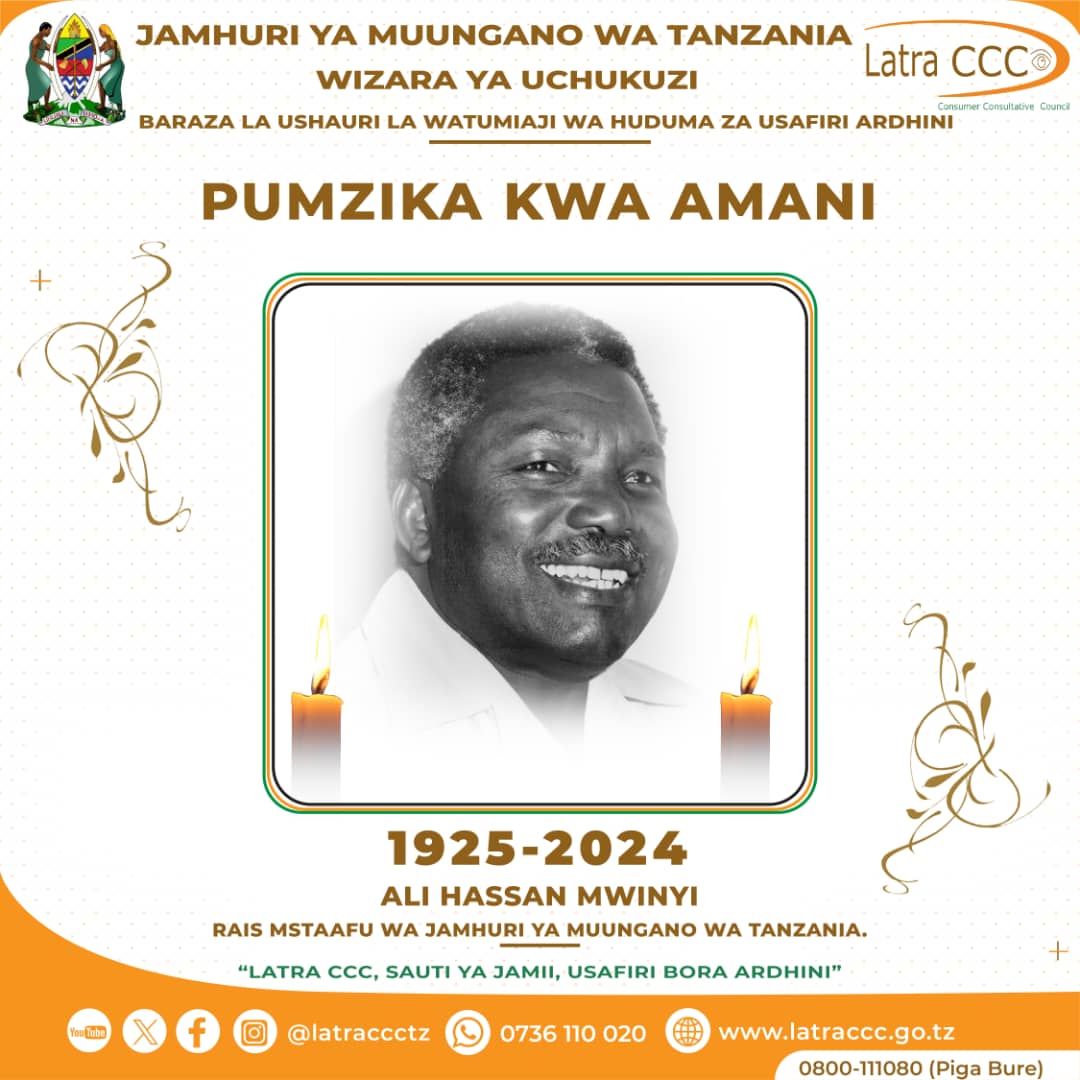 JAMHURI YA MUUNGANO WA TANZANIA
WIZARA YA UCHUKUZI
BARAZA LA USHAURI LA WATUMIAJI WA HUDUMA ZA USAFIRI ARDHINI
Latra CCC
Consumer Consultative Council
PUMZIKA KWA AMANI
1925-2024
ALI HASSAN MWINYI
RAIS MSTAAFU WA JAMHURI YA MUUNGANO WA TANZANIA.
“LATRA CCC, SAUTI YA JAMII, USAFIRI BORA ARDHINI”
YouTube @latraccctz 0736 110 020 www.latraccc.go.tz
0800-111080 (Piga Bure)